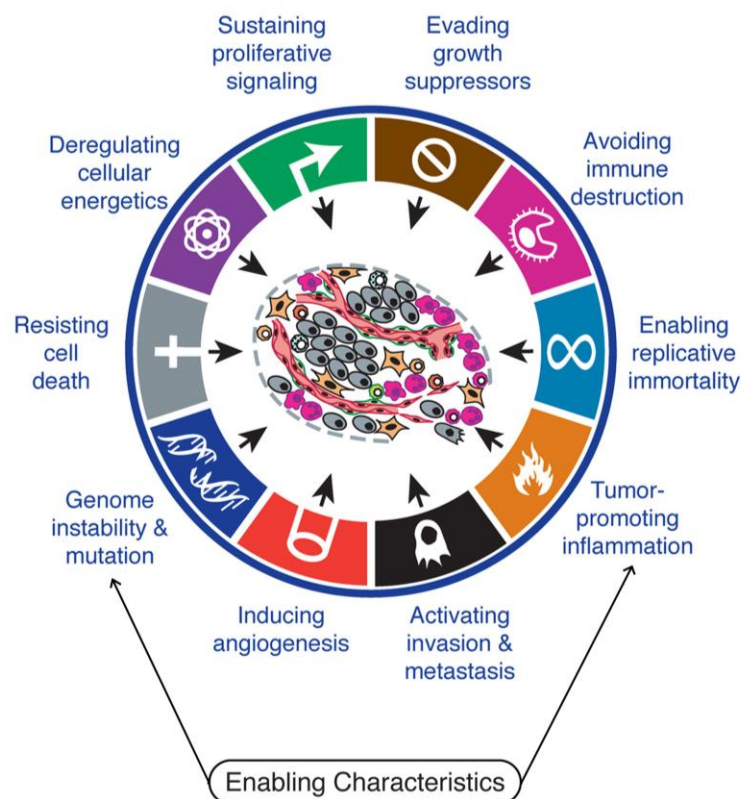 Sustaining
proliferative
signaling
Evading
growth
suppressors
Avoiding
immune
destruction
Enabling
replicative
immortality
Tumor-
promoting
inflammation
Activating
invasion &
metastasis
Inducing
angiogenesis
Genome
instability &
mutation
Resisting
cell
death
Deregulating
cellular
energetics
Enabling Characteristics